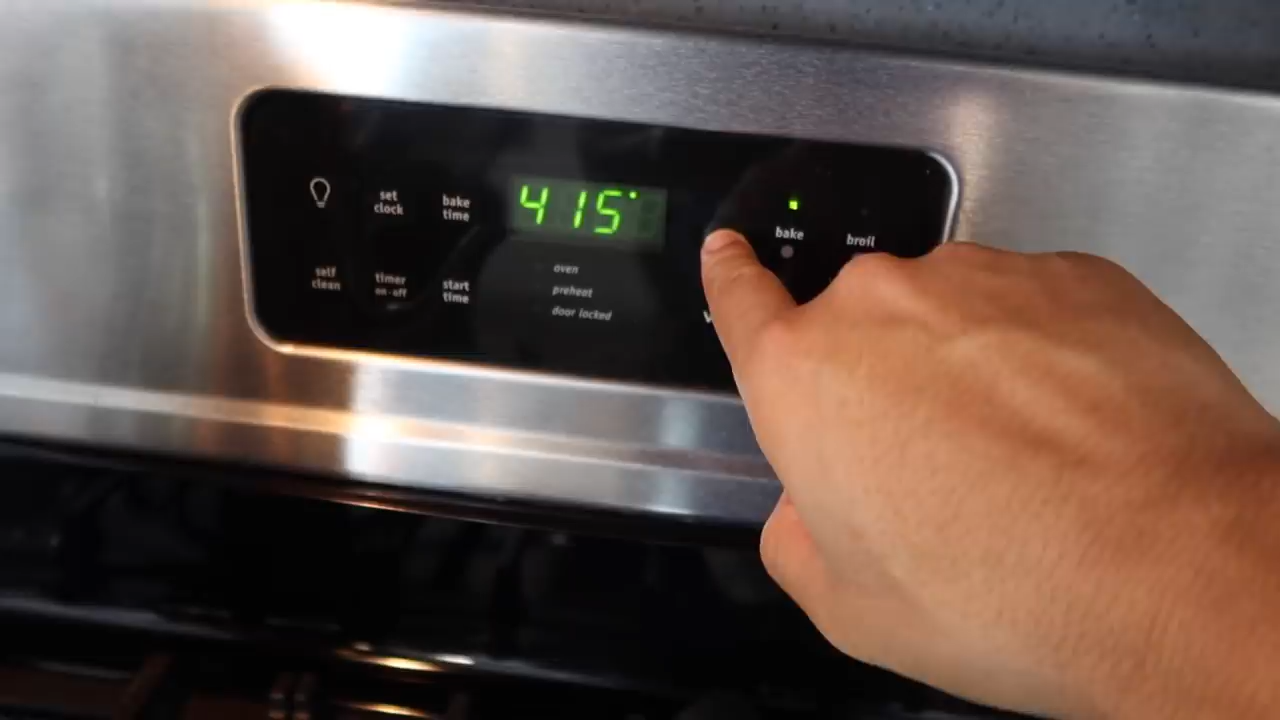 set
clock
bake
time
415°
bake
broil
self
clean
timer
on-off
start
time
oven
preheat
door locked